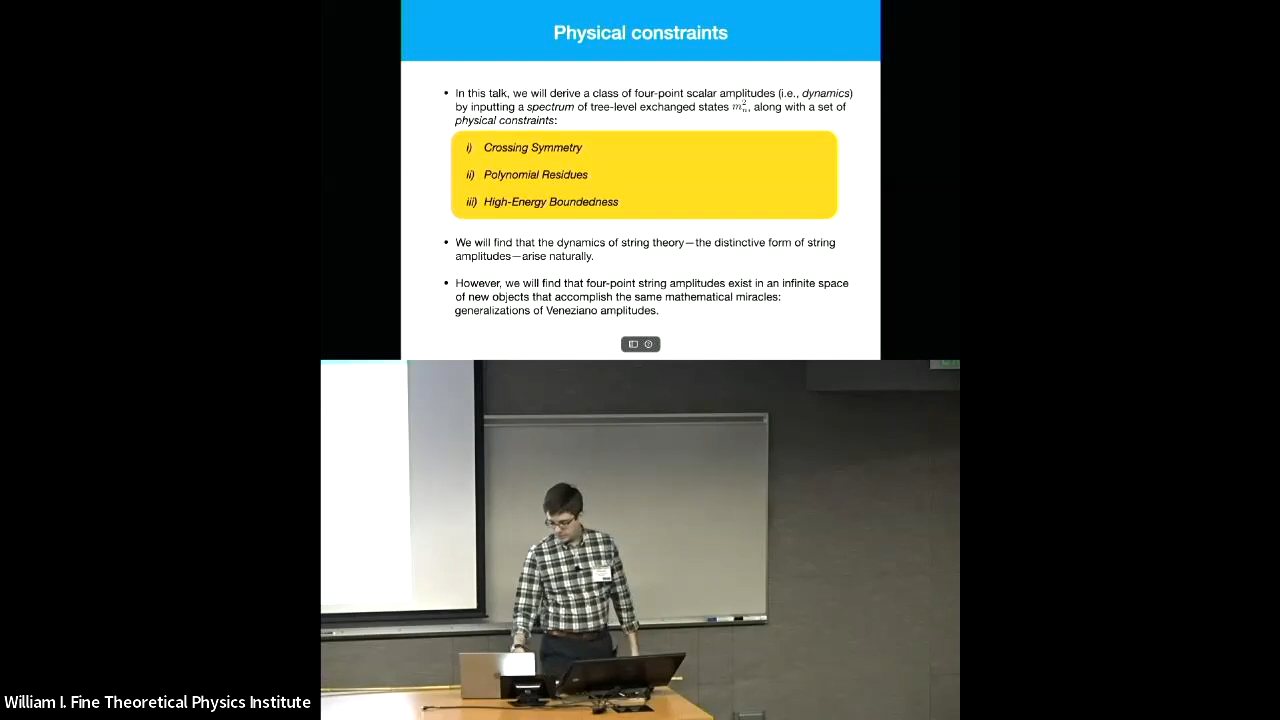 Physical constraints
• In this talk, we will derive a class of four-point scalar amplitudes (i.e., dynamics)
by inputting a spectrum of tree-level exchanged states m²ₙ, along with a set of
physical constraints:
i) Crossing Symmetry
ii) Polynomial Residues
iii) High-Energy Boundedness
• We will find that the dynamics of string theory—the distinctive form of string
amplitudes—arise naturally.
• However, we will find that four-point string amplitudes exist in an infinite space
of new objects that accomplish the same mathematical miracles:
generalizations of Veneziano amplitudes.
William I. Fine Theoretical Physics Institute